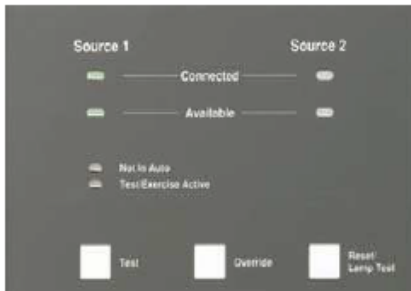 Source 1 Source 2
Connected
Available
Not In Auto
Test/Exercise Active
Test Override Reset/
Lamp Test